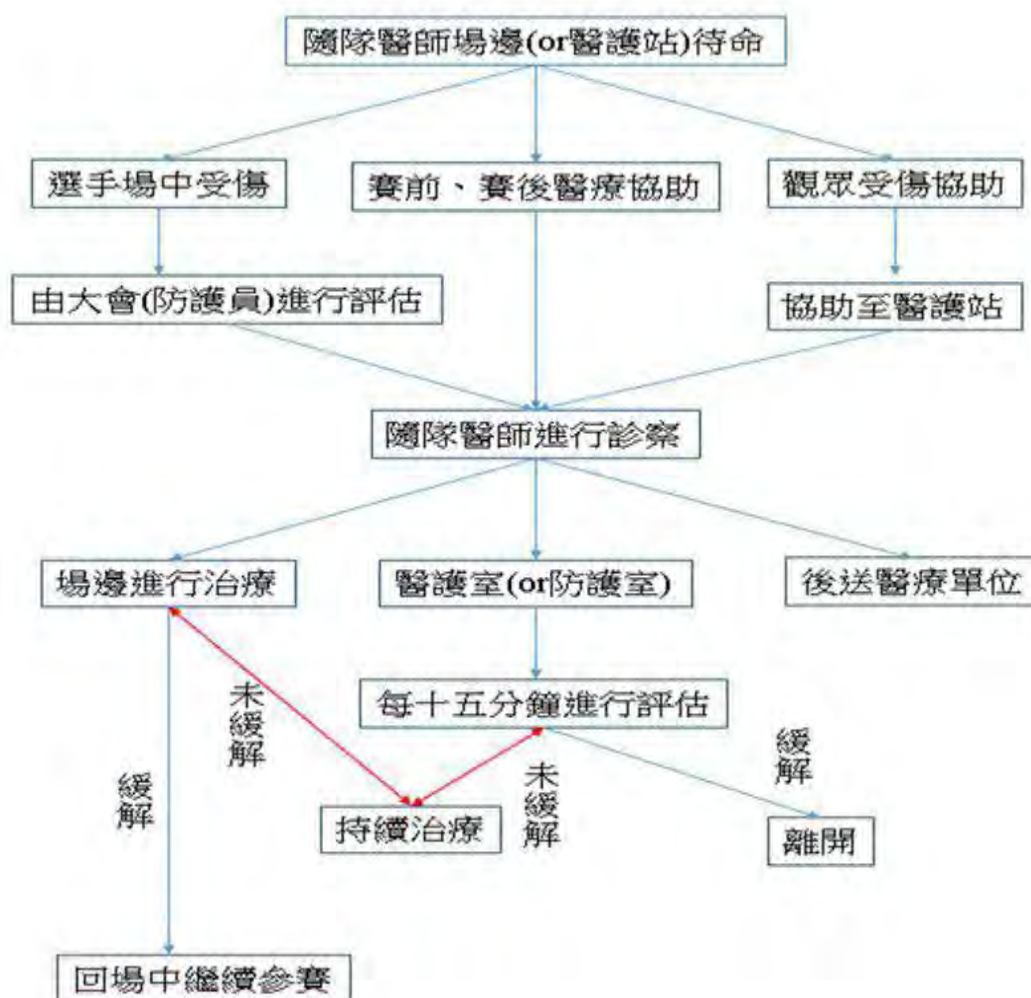 隨隊醫師場邊(or醫護站)待命
選手場中受傷
賽前、賽後醫療協助
觀眾受傷協助
由大會(防護員)進行評估
協助至醫護站
隨隊醫師進行診察
場邊進行治療
醫護室(or防護室)
後送醫療單位
每十五分鐘進行評估
未緩解
緩解
未緩解
緩解
持續治療
離開
回場中繼續參賽